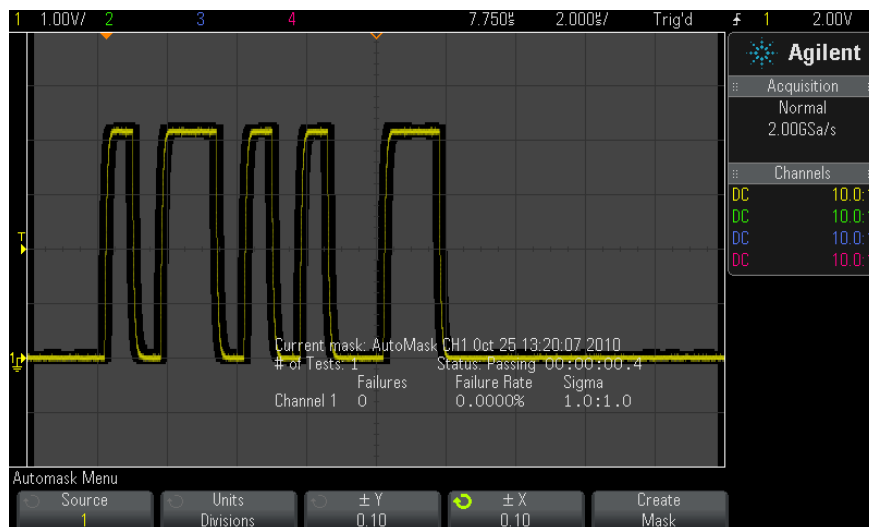 1 1.00V/ 2 3 4 7.750ms 2.000ms/ Trig'd 1 2.00V
Agilent
Acquisition
Normal
2.00GSa/s
Channels
DC 10.0:
DC 10.0:
DC 10.0:
DC 10.0:
T
1
Current mask: AutoMask CH1 Oct 25 13:20:07 2010
# of Tests: 1 Status: Passing 00:00:00.4
Failures Failure Rate Sigma
Channel 1 0 0.0000% 1.0:1.0
Automask Menu
Source Units ± Y ± X Create
1 Divisions 0.10 0.10 Mask